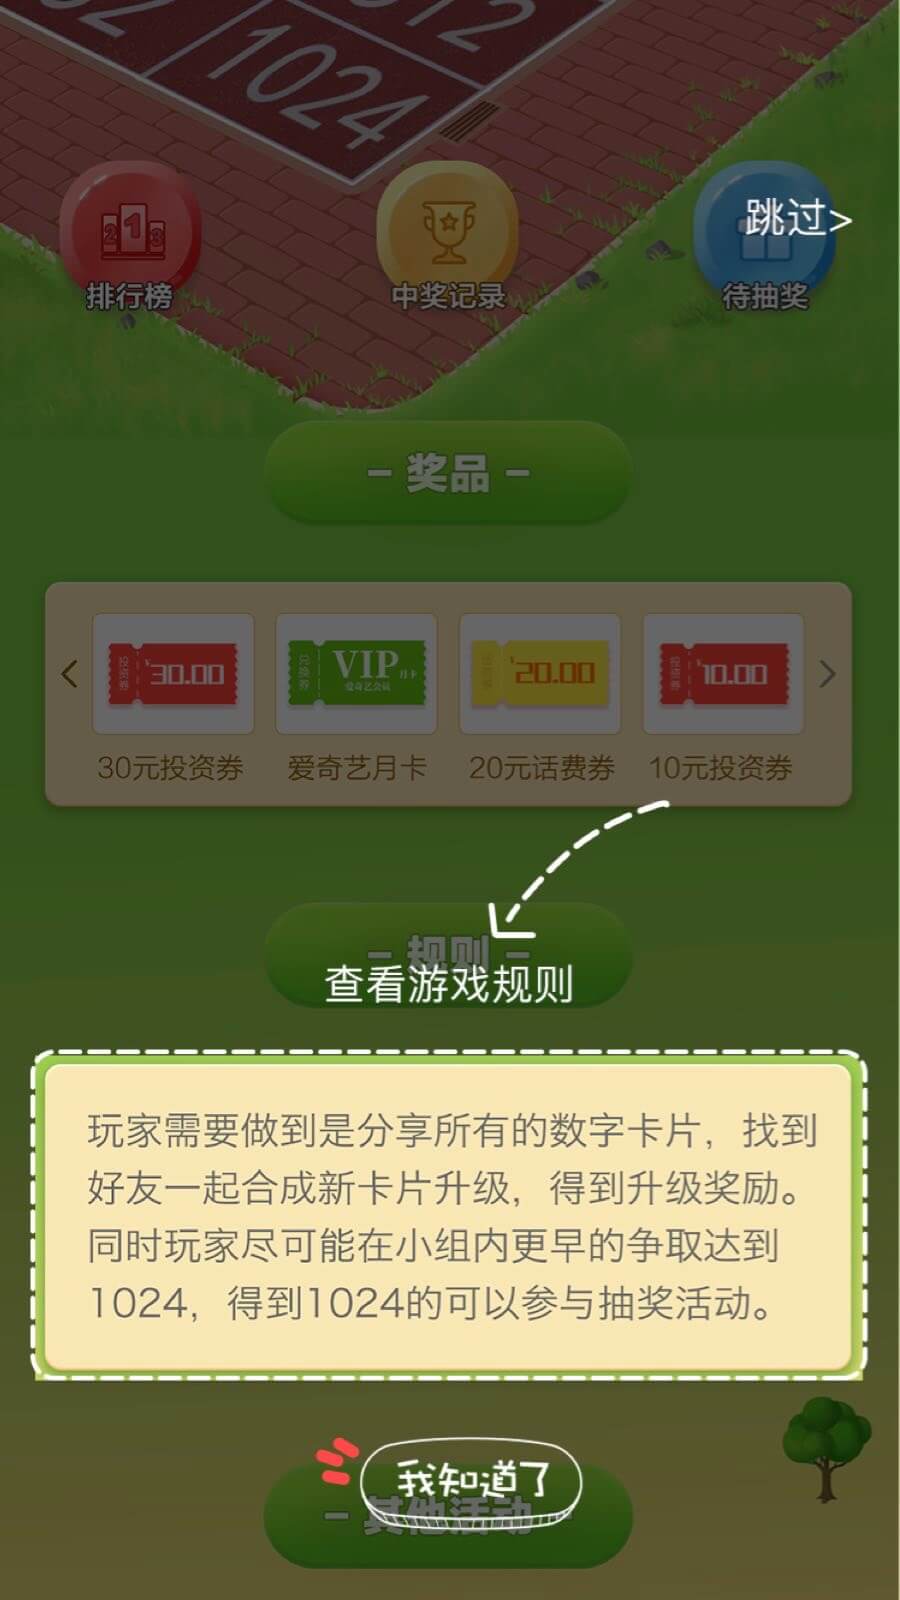 512
1024
跳过>
排行榜
中奖记录
待抽奖
- 奖品 -
投资券 ¥30.00
兑换券 VIP月卡
爱奇艺会员
¥20.00
投资券 ¥10.00
30元投资券
爱奇艺月卡
20元话费券
10元投资券
- 规则 -
查看游戏规则
玩家需要做到是分享所有的数字卡片，找到
好友一起合成新卡片升级，得到升级奖励。
同时玩家尽可能在小组内更早的争取达到
1024，得到1024的可以参与抽奖活动。
我知道了
- 其他活动 -